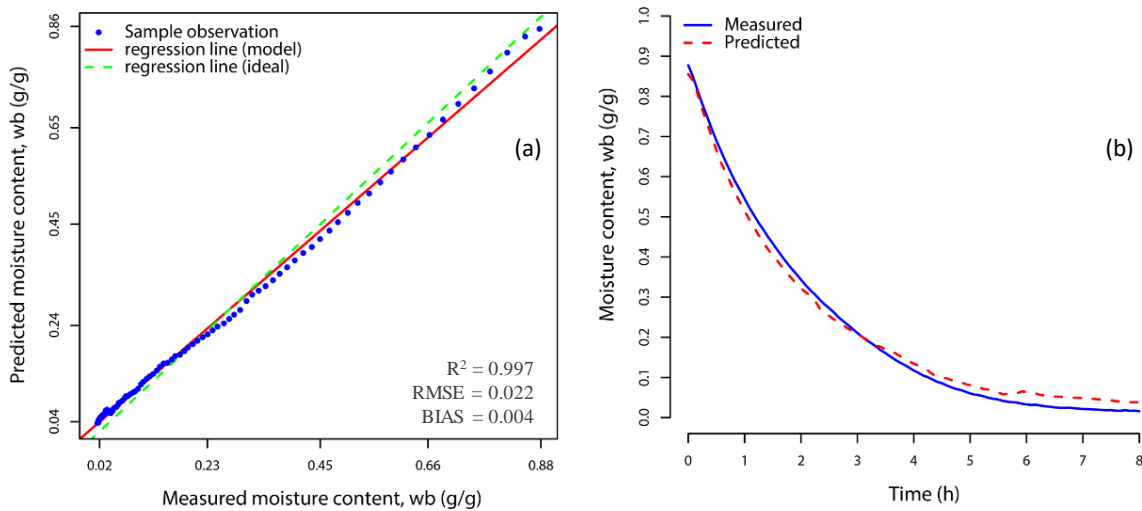 Sample observation
regression line (model)
regression line (ideal)
(a)
Predicted moisture content, wb (g/g)
0.86
0.65
0.45
0.24
0.04
R² = 0.997
RMSE = 0.022
BIAS = 0.004
0.02 0.23 0.45 0.66 0.88
Measured moisture content, wb (g/g)
Measured
Predicted
(b)
Moisture content, wb (g/g)
1.0
0.9
0.8
0.7
0.6
0.5
0.4
0.3
0.2
0.1
0.0
0 1 2 3 4 5 6 7 8
Time (h)